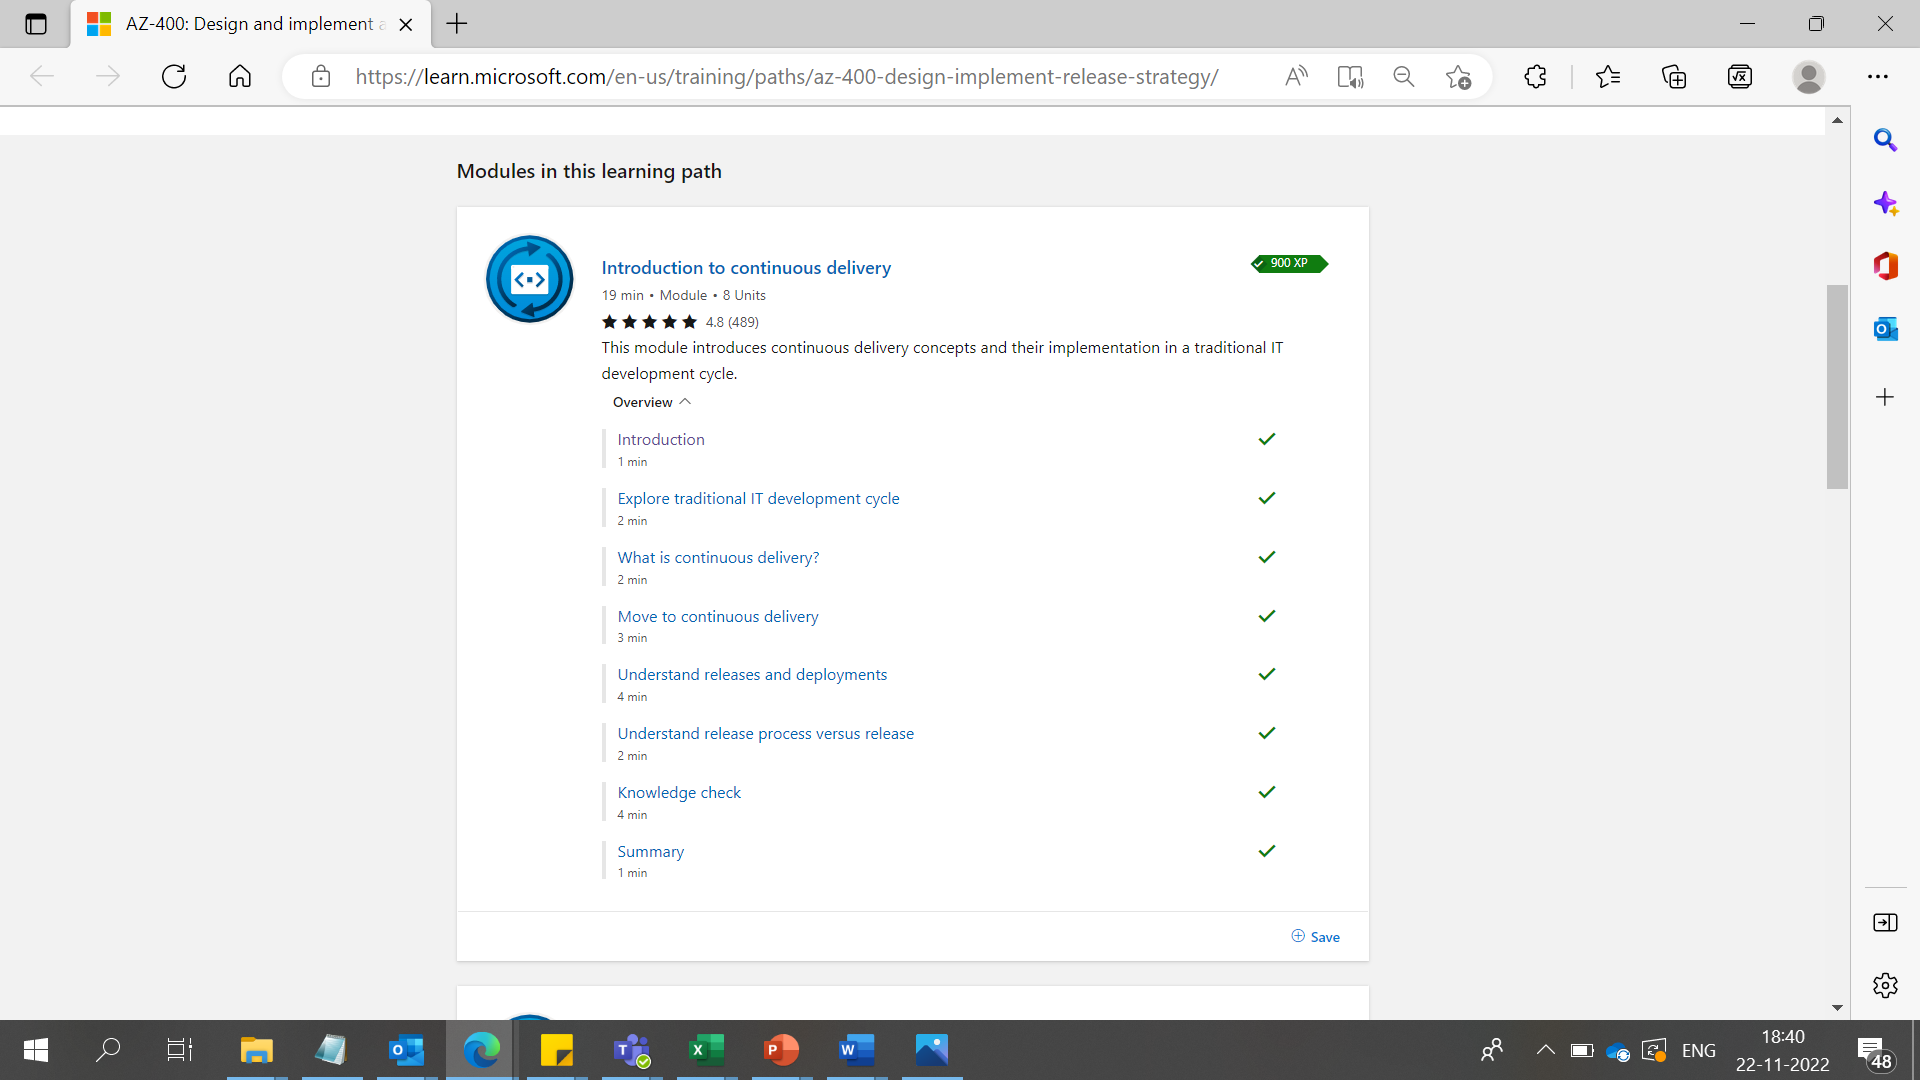 AZ-400: Design and implement a
https://learn.microsoft.com/en-us/training/paths/az-400-design-implement-release-strategy/
Modules in this learning path
Introduction to continuous delivery
900 XP
19 min • Module • 8 Units
4.8 (489)
This module introduces continuous delivery concepts and their implementation in a traditional IT
development cycle.
Overview
Introduction
1 min
Explore traditional IT development cycle
2 min
What is continuous delivery?
2 min
Move to continuous delivery
3 min
Understand releases and deployments
4 min
Understand release process versus release
2 min
Knowledge check
4 min
Summary
1 min
Save
ENG
18:40
22-11-2022
48